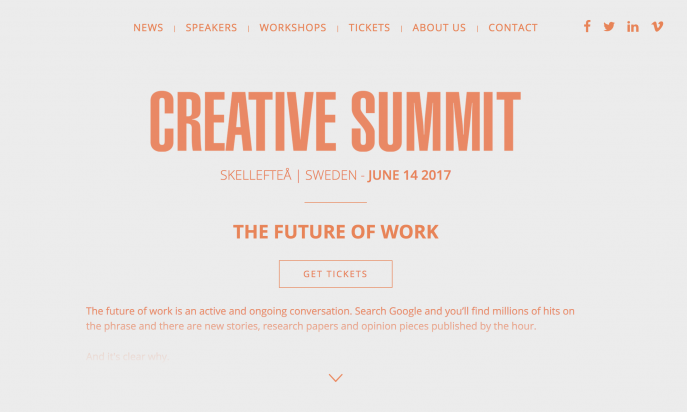 NEWS | SPEAKERS | WORKSHOPS | TICKETS | ABOUT US | CONTACT
CREATIVE SUMMIT
SKELLEFTEÅ | SWEDEN - JUNE 14 2017
THE FUTURE OF WORK
GET TICKETS
The future of work is an active and ongoing conversation. Search Google and you'll find millions of hits on
the phrase and there are new stories, research papers and opinion pieces published by the hour.
And it's clear why.